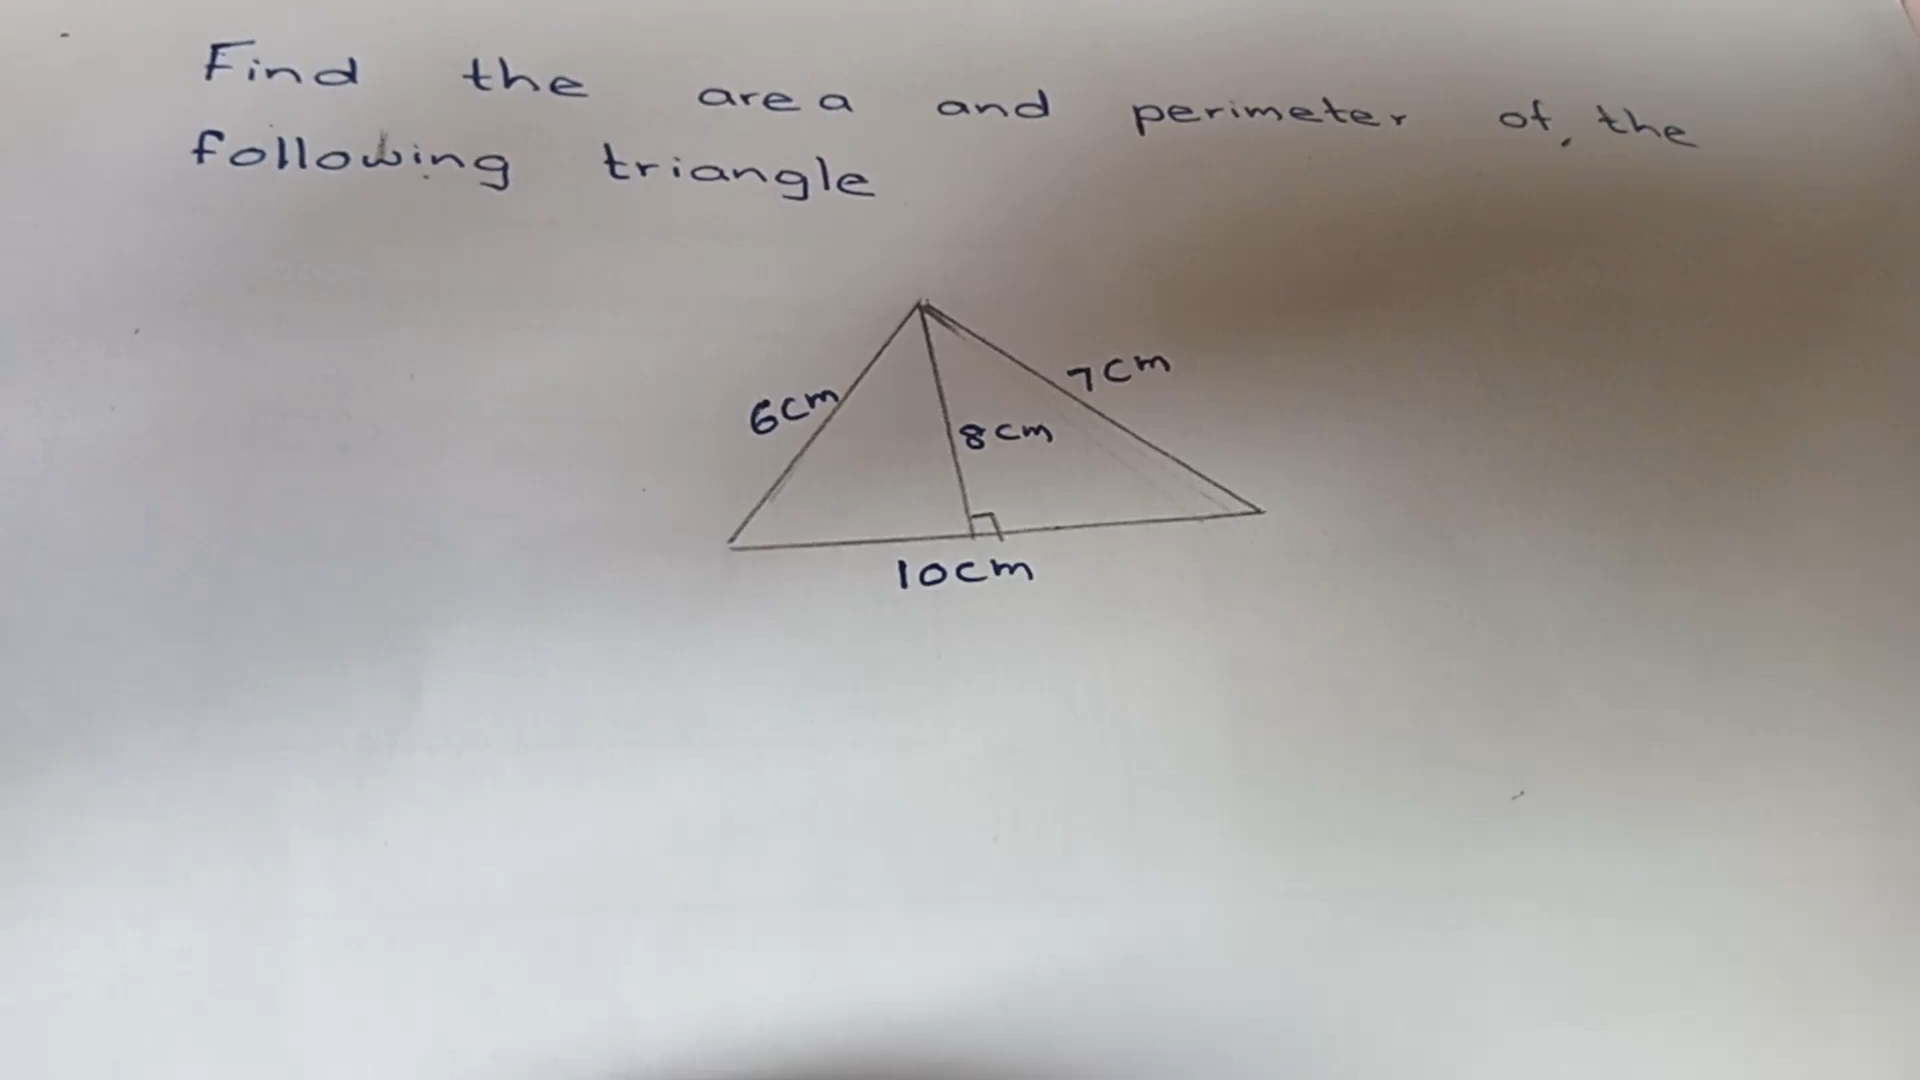 Find the area and perimeter of the
following triangle
6cm
7cm
8cm
10cm